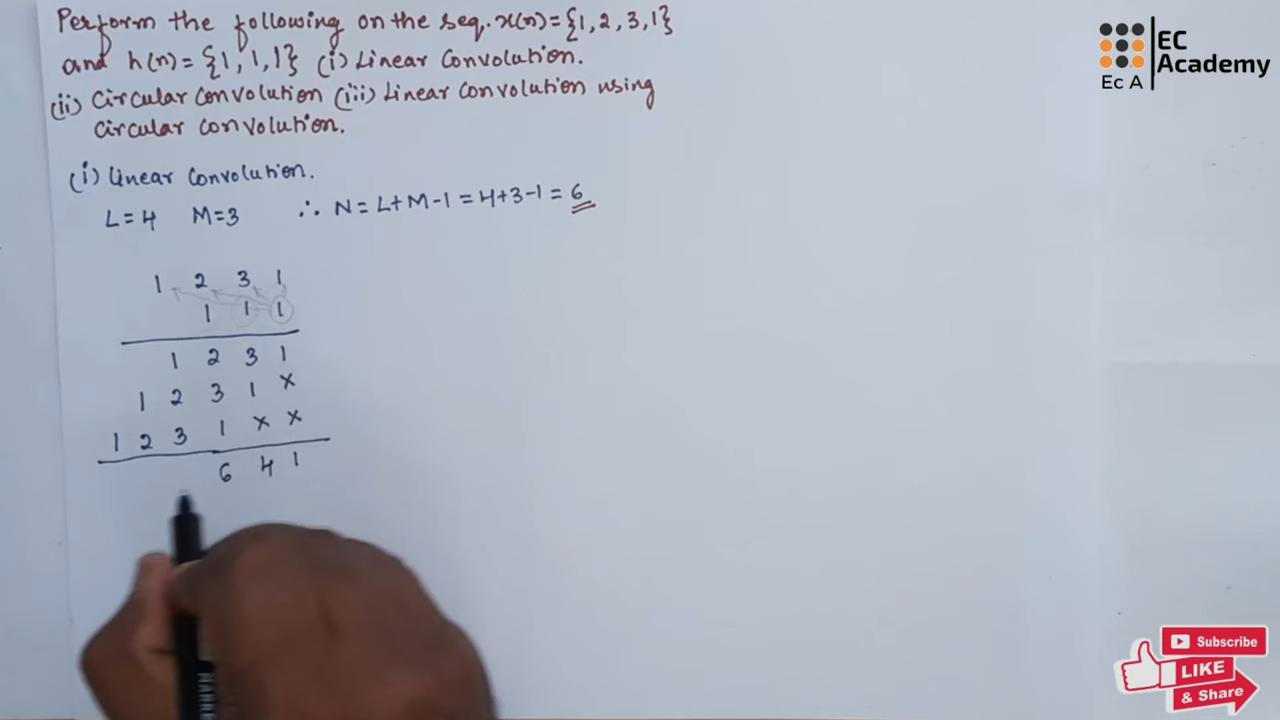 Perform the following on the seq. x(n)={1,2,3,1}
and h(n)={1,1,1} (i) Linear Convolution.
(ii) Circular Convolution (iii) Linear Convolution using
Circular Convolution.
(i) Linear Convolution.
L=4 M=3 ∴ N=L+M-1=4+3-1=6
1 2 3 1
1 1 1
1 2 3 1
1 2 3 1 x
1 2 3 1 x x
6 4 1
EC
Academy
Ec A
Subscribe
LIKE
& Share